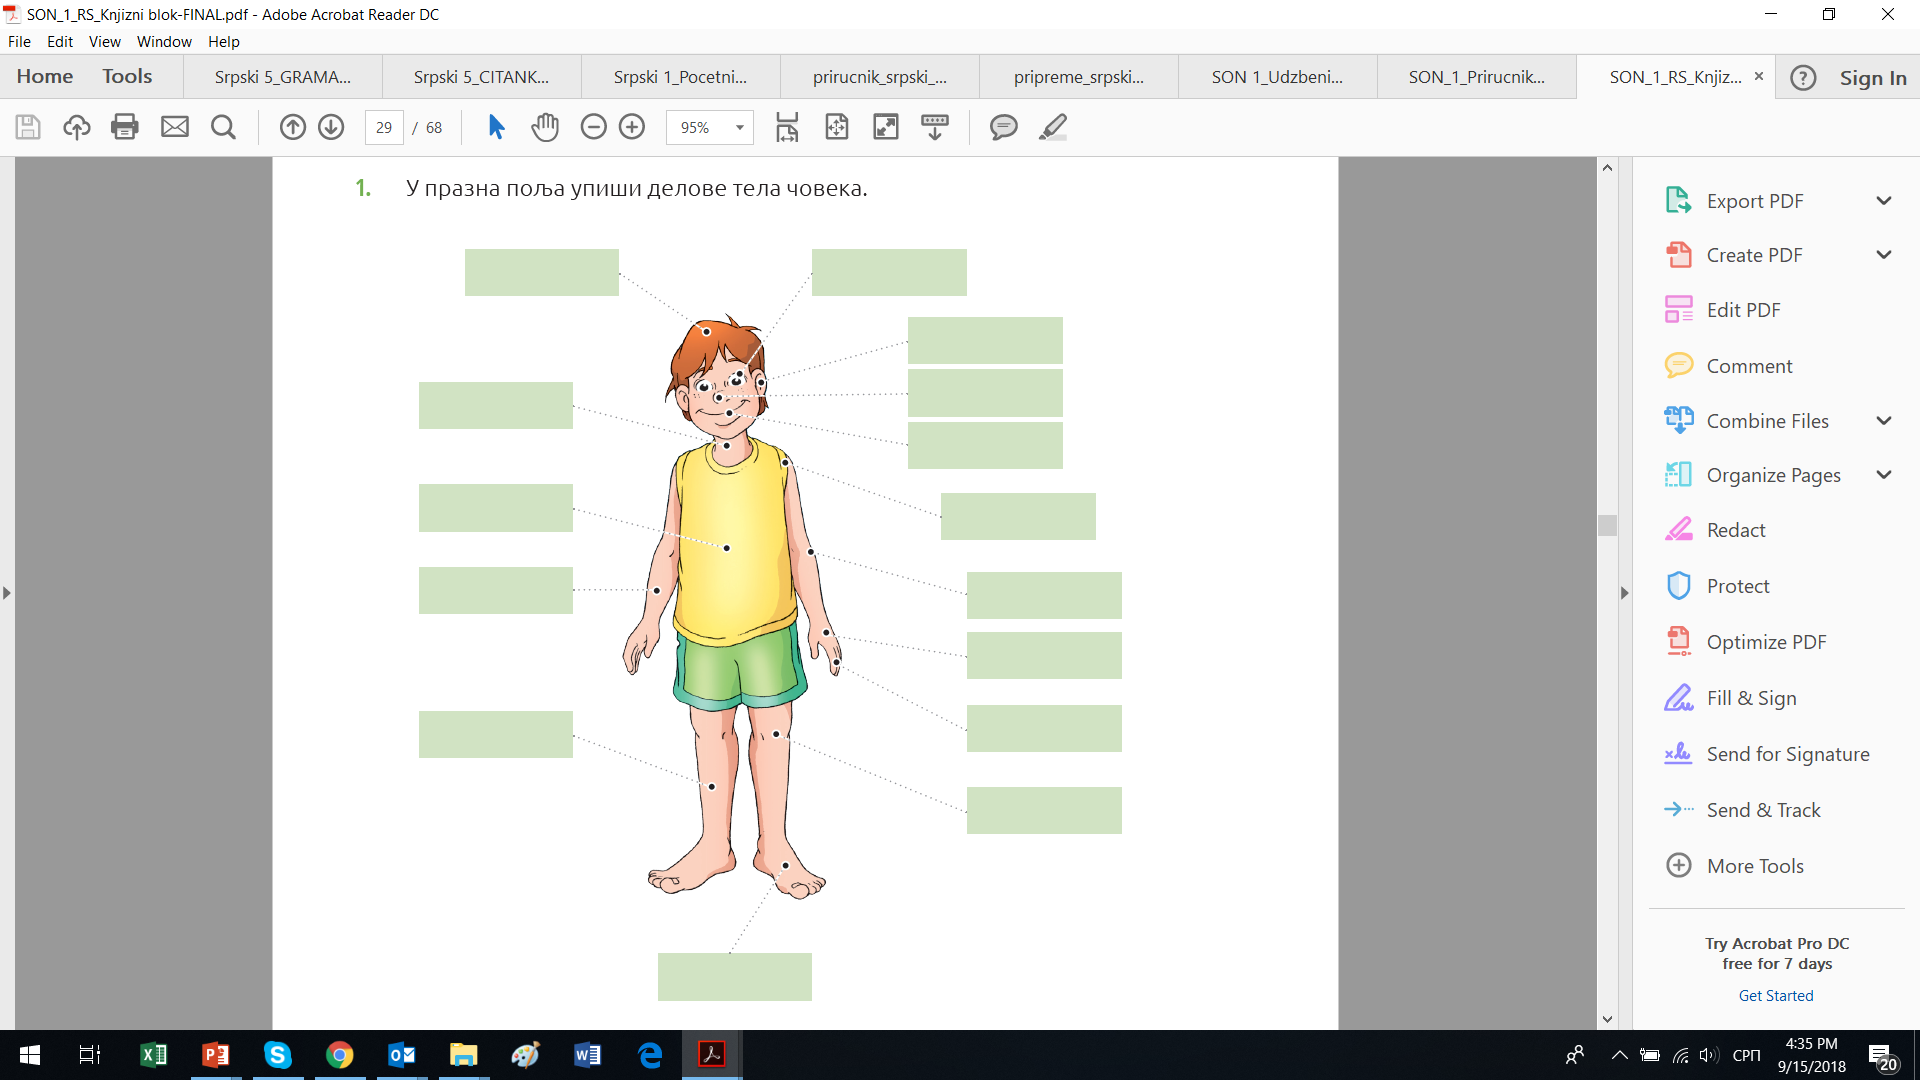 SON_1_RS_Knjizni blok-FINAL.pdf - Adobe Acrobat Reader DC
File Edit View Window Help
Home Tools Srpski 5_GRAMA... Srpski 5_CITANK... Srpski 1_Pocetni... prirucnik_srpski_... pripreme_srpski... SON 1_Udzbeni... SON_1_Prirucnik... SON_1_RS_Knjiz... × ? Sign In
29 / 68 95%
1. У празна поља упиши делове тела човека.
Export PDF
Create PDF
Edit PDF
Comment
Combine Files
Organize Pages
Redact
Protect
Optimize PDF
Fill & Sign
Send for Signature
Send & Track
More Tools
Try Acrobat Pro DC
free for 7 days
Get Started
СРП
4:35 PM
9/15/2018
20